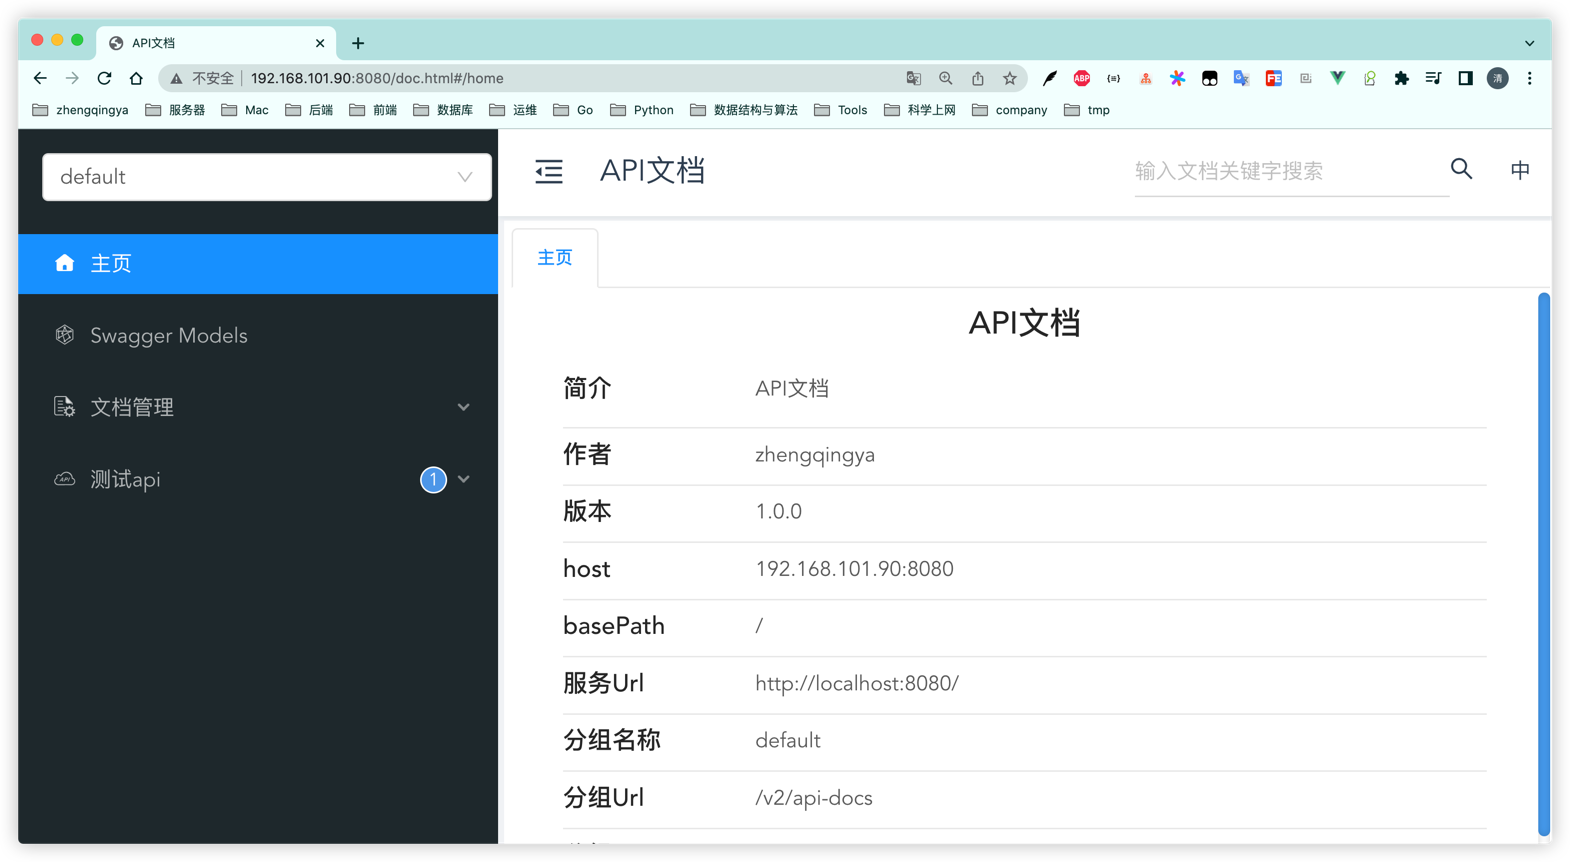 API文档
不安全 192.168.101.90:8080/doc.html#/home
ABP
zhengqingya 服务器 Mac 后端 前端 数据库 运维 Go Python 数据结构与算法 Tools 科学上网 company tmp
default
API文档 输入文档关键字搜索 中
主页
Swagger Models
文档管理
测试api 1
主页
API文档
简介 API文档
作者 zhengqingya
版本 1.0.0
host 192.168.101.90:8080
basePath /
服务Url http://localhost:8080/
分组名称 default
分组Url /v2/api-docs